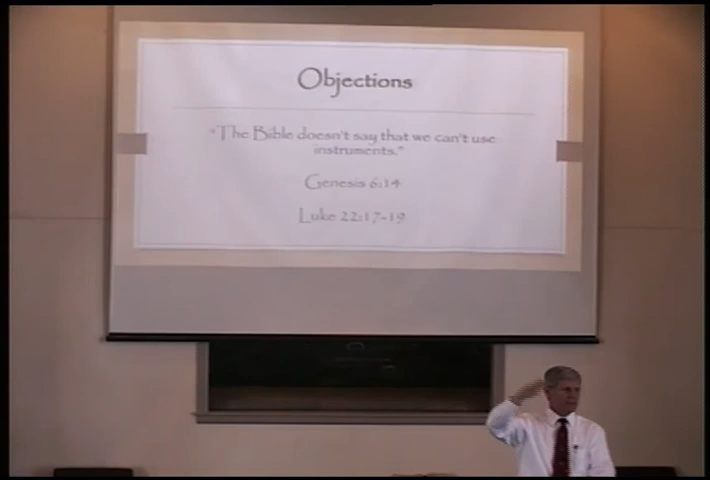 Objections
"The Bible doesn't say that we can't use
instruments."
Genesis 6:14
Luke 22:17-19